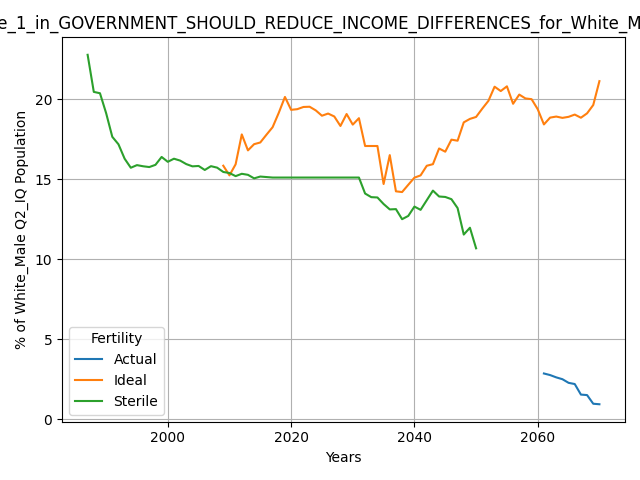 e_1_in_GOVERNMENT_SHOULD_REDUCE_INCOME_DIFFERENCES_for_White_M
% of White_Male Q2_IQ Population
20
15
10
5
0
Fertility
Actual
Ideal
Sterile
2000 2020 2040 2060
Years